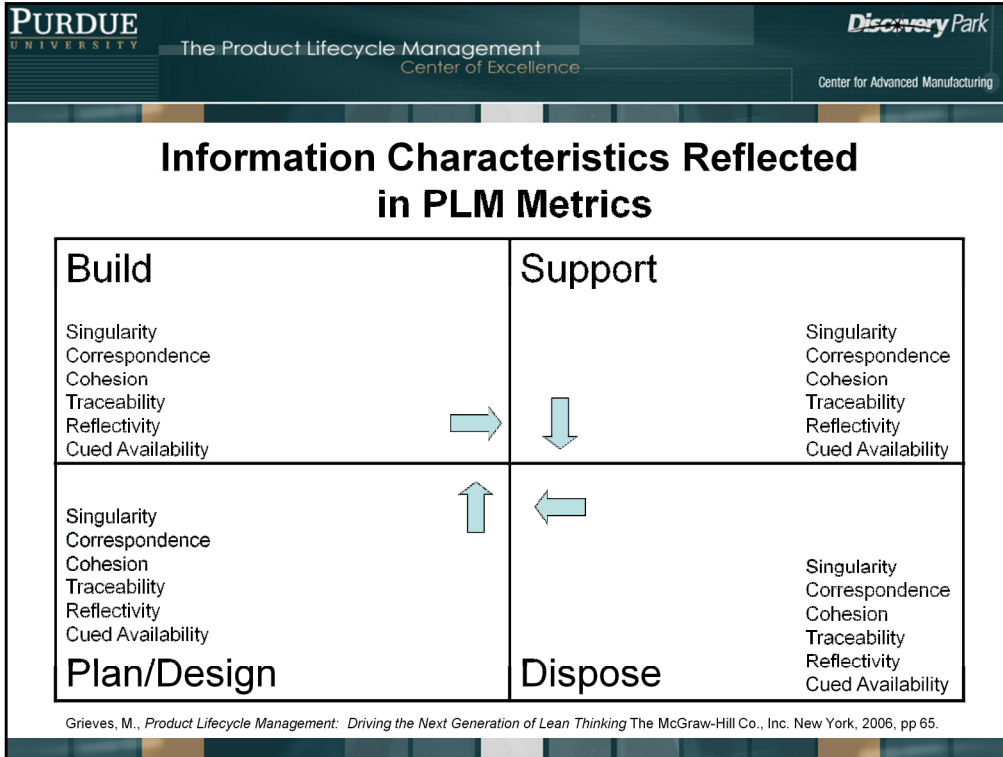 PURDUE
UNIVERSITY
The Product Lifecycle Management
Center of Excellence
Discovery Park
Center for Advanced Manufacturing
Information Characteristics Reflected
in PLM Metrics
Build
Singularity
Correspondence
Cohesion
Traceability
Reflectivity
Cued Availability
Support
Singularity
Correspondence
Cohesion
Traceability
Reflectivity
Cued Availability
Singularity
Correspondence
Cohesion
Traceability
Reflectivity
Cued Availability
Plan/Design
Singularity
Correspondence
Cohesion
Traceability
Reflectivity
Cued Availability
Dispose
Grieves, M., Product Lifecycle Management: Driving the Next Generation of Lean Thinking The McGraw-Hill Co., Inc. New York, 2006, pp 65.